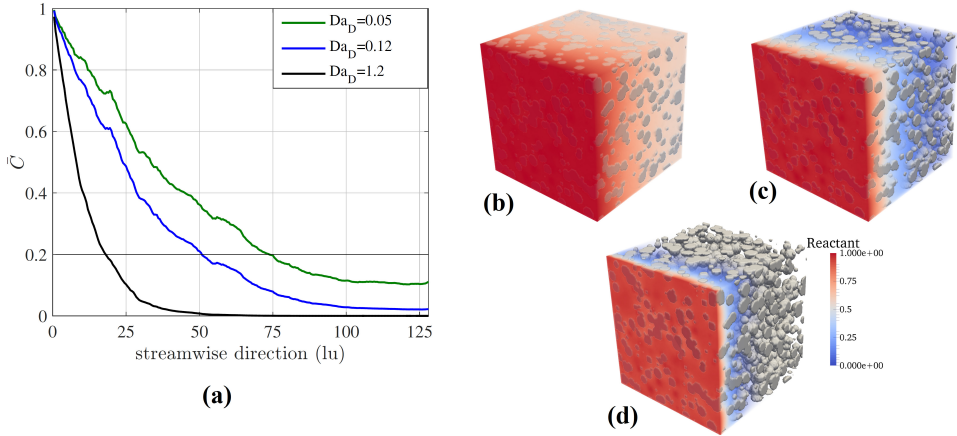 1
0.8
0.6
0.4
0.2
0
C̄
0
25
50
75
100
125
streamwise direction (lu)
Da_D=0.05
Da_D=0.12
Da_D=1.2
(a)
(b)
(c)
(d)
Reactant
1.000e+00
0.75
0.50
0.25
0.000e+00